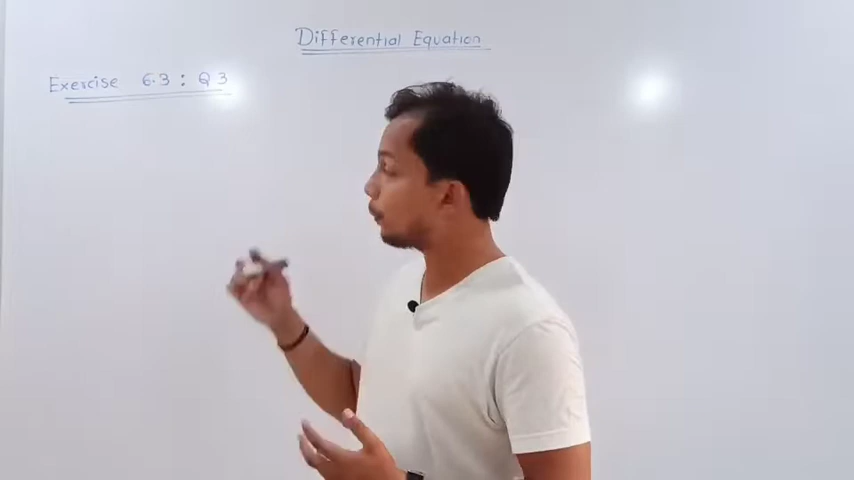 Differential Equation
Exercise 6.3 : Q 3